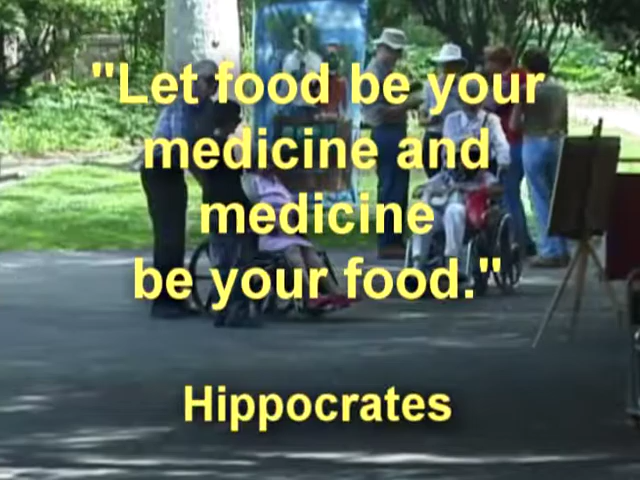 "Let food be your
medicine and
medicine
be your food."
Hippocrates